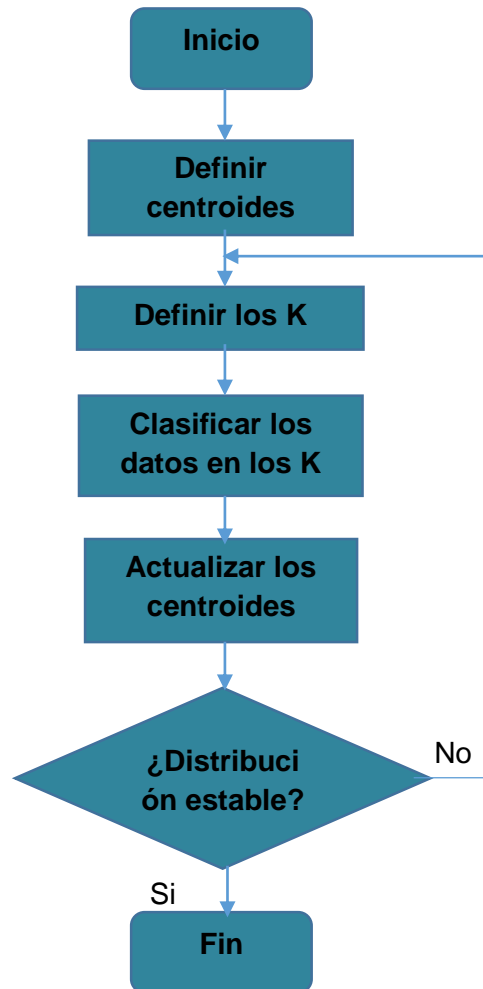 Inicio
Definir
centroides
Definir los K
Clasificar los
datos en los K
Actualizar los
centroides
¿Distribuci
ón estable?
No
Si
Fin